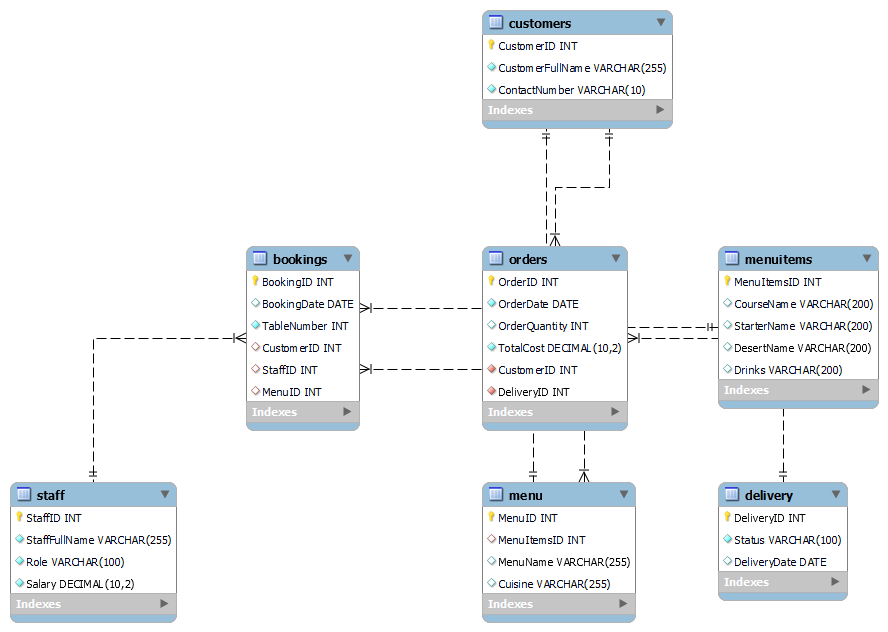 customers
CustomerID INT
CustomerFullName VARCHAR(255)
ContactNumber VARCHAR(10)
Indexes
bookings
BookingID INT
BookingDate DATE
TableNumber INT
CustomerID INT
StaffID INT
MenuID INT
Indexes
orders
OrderID INT
OrderDate DATE
OrderQuantity INT
TotalCost DECIMAL(10,2)
CustomerID INT
DeliveryID INT
Indexes
menuitems
MenuItemsID INT
CourseName VARCHAR(200)
StarterName VARCHAR(200)
DesertName VARCHAR(200)
Drinks VARCHAR(200)
Indexes
staff
StaffID INT
StaffFullName VARCHAR(255)
Role VARCHAR(100)
Salary DECIMAL(10,2)
Indexes
menu
MenuID INT
MenuItemsID INT
MenuName VARCHAR(255)
Cuisine VARCHAR(255)
Indexes
delivery
DeliveryID INT
Status VARCHAR(100)
DeliveryDate DATE
Indexes